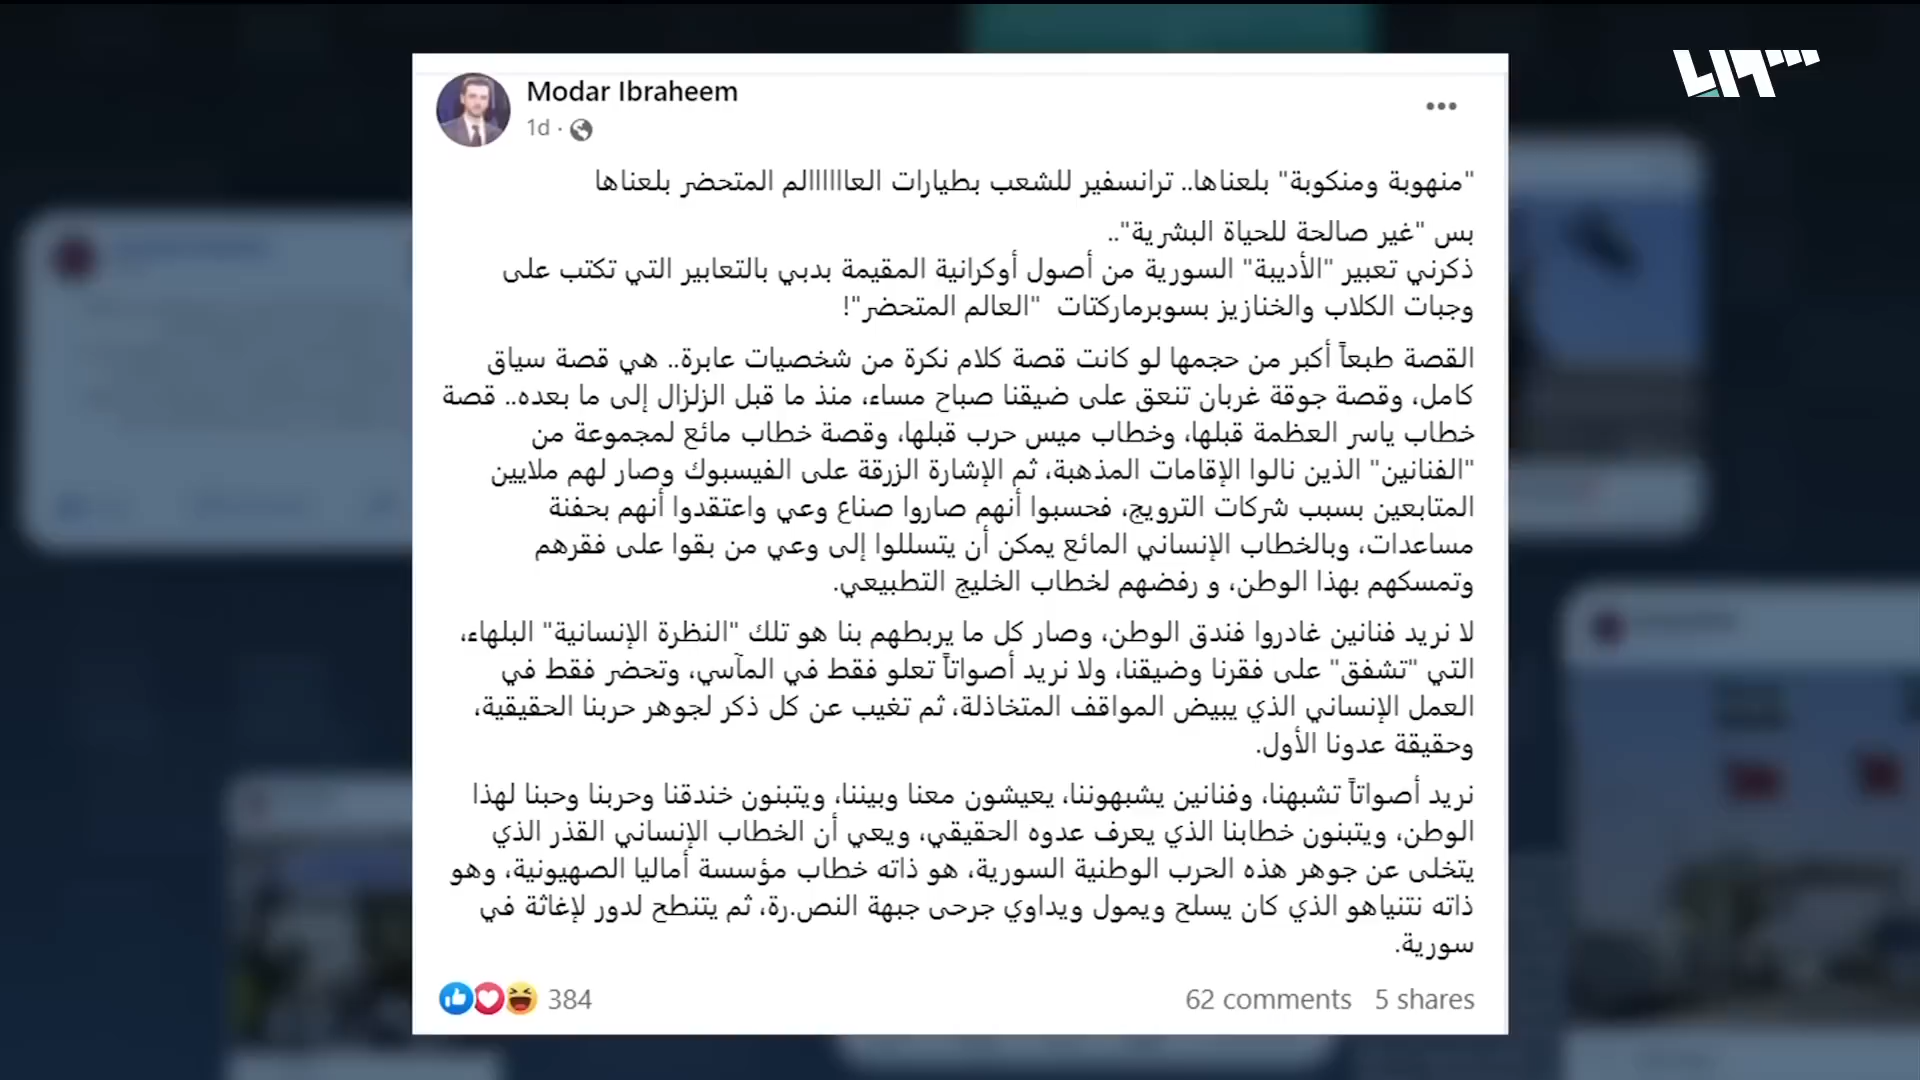 Modar Ibraheem
1d ·
"منهوبة ومنكوبة" بلعناها.. ترانسفير للشعب بطيارات العاااااالم المتحضر بلعناها
بس "غير صالحة للحياة البشرية"..
ذكرني تعبير "الأديبة" السورية من أصول أوكرانية المقيمة بدبي بالتعابير التي تكتب على
وجبات الكلاب والخنازيز بسوبرماركتات "العالم المتحضر"!
القصة طبعاً أكبر من حجمها لو كانت قصة كلام نكرة من شخصيات عابرة.. هي قصة سياق
كامل، وقصة جوقة غربان تنعق على ضيقنا صباح مساء، منذ ما قبل الزلزال إلى ما بعده.. قصة
خطاب ياسر العظمة قبلها، وخطاب ميس حرب قبلها، وقصة خطاب مائع لمجموعة من
"الفنانين" الذين نالوا الإقامات المذهبة، ثم الإشارة الزرقة على الفيسبوك وصار لهم ملايين
المتابعين بسبب شركات الترويج، فحسبوا أنهم صاروا صناع وعي واعتقدوا أنهم بحفنة
مساعدات، وبالخطاب الإنساني المائع يمكن أن يتسللوا إلى وعي من بقوا على فقرهم
وتمسكهم بهذا الوطن، و رفضهم لخطاب الخليج التطبيعي.
لا نريد فنانين غادروا فندق الوطن، وصار كل ما يربطهم بنا هو تلك "النظرة الإنسانية" البلهاء،
التي "تشفق" على فقرنا وضيقنا، ولا نريد أصواتاً تعلو فقط في المآسي، وتحضر فقط في
العمل الإنساني الذي يبيض المواقف المتخاذلة، ثم تغيب عن كل ذكر لجوهر حربنا الحقيقية،
وحقيقة عدونا الأول.
نريد أصواتاً تشبهنا، وفنانين يشبهوننا، يعيشون معنا وبيننا، ويتبنون خندقنا وحربنا وحبنا لهذا
الوطن، ويتبنون خطابنا الذي يعرف عدوه الحقيقي، ويعي أن الخطاب الإنساني القذر الذي
يتخلى عن جوهر هذه الحرب الوطنية السورية، هو ذاته خطاب مؤسسة أماليا الصهيونية، وهو
ذاته نتنياهو الذي كان يسلح ويمول ويداوي جرحى جبهة النص.رة، ثم يتنطح لدور لإغاثة في
سورية.
384
62 comments 5 shares